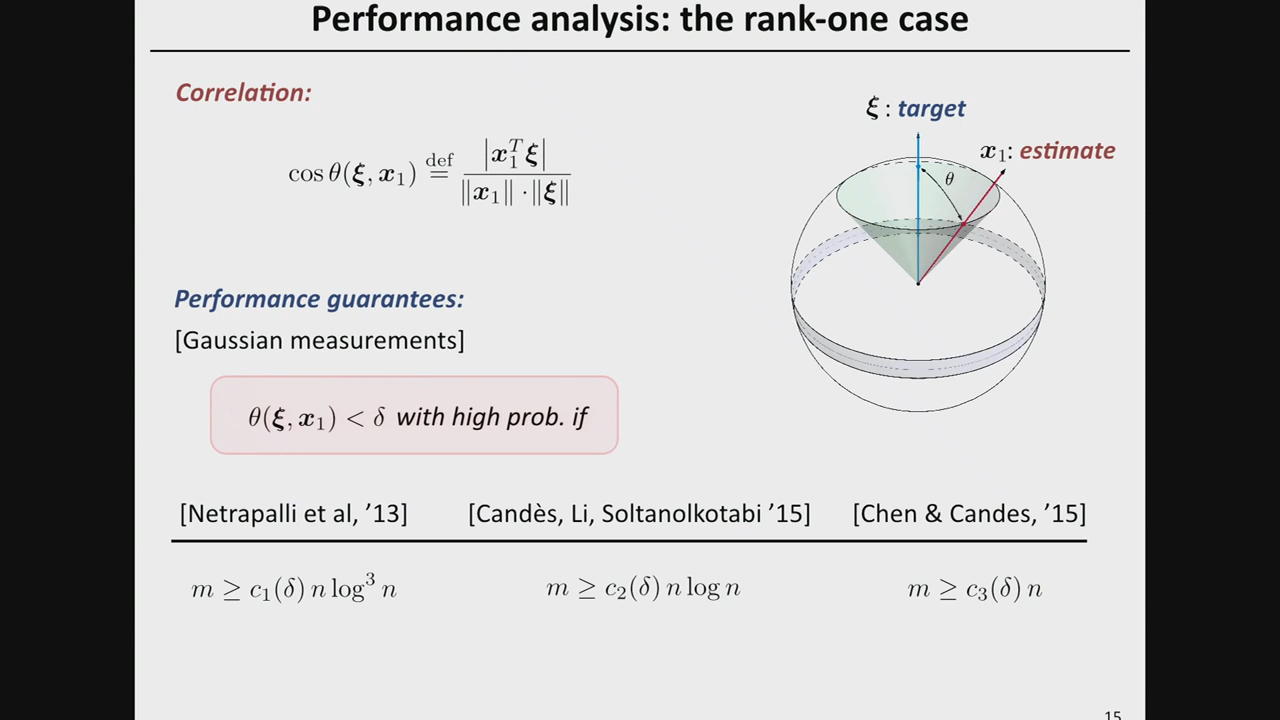 Performance analysis: the rank-one case
Correlation:
cos θ(ξ, x₁) def= |x₁ᵀξ| / ‖x₁‖ · ‖ξ‖
ξ : target
x₁: estimate
θ
Performance guarantees:
[Gaussian measurements]
θ(ξ, x₁) < δ with high prob. if
[Netrapalli et al, ’13] [Candès, Li, Soltanolkotabi ’15] [Chen & Candes, ’15]
m ≥ c₁(δ) n log³ n m ≥ c₂(δ) n log n m ≥ c₃(δ) n
15